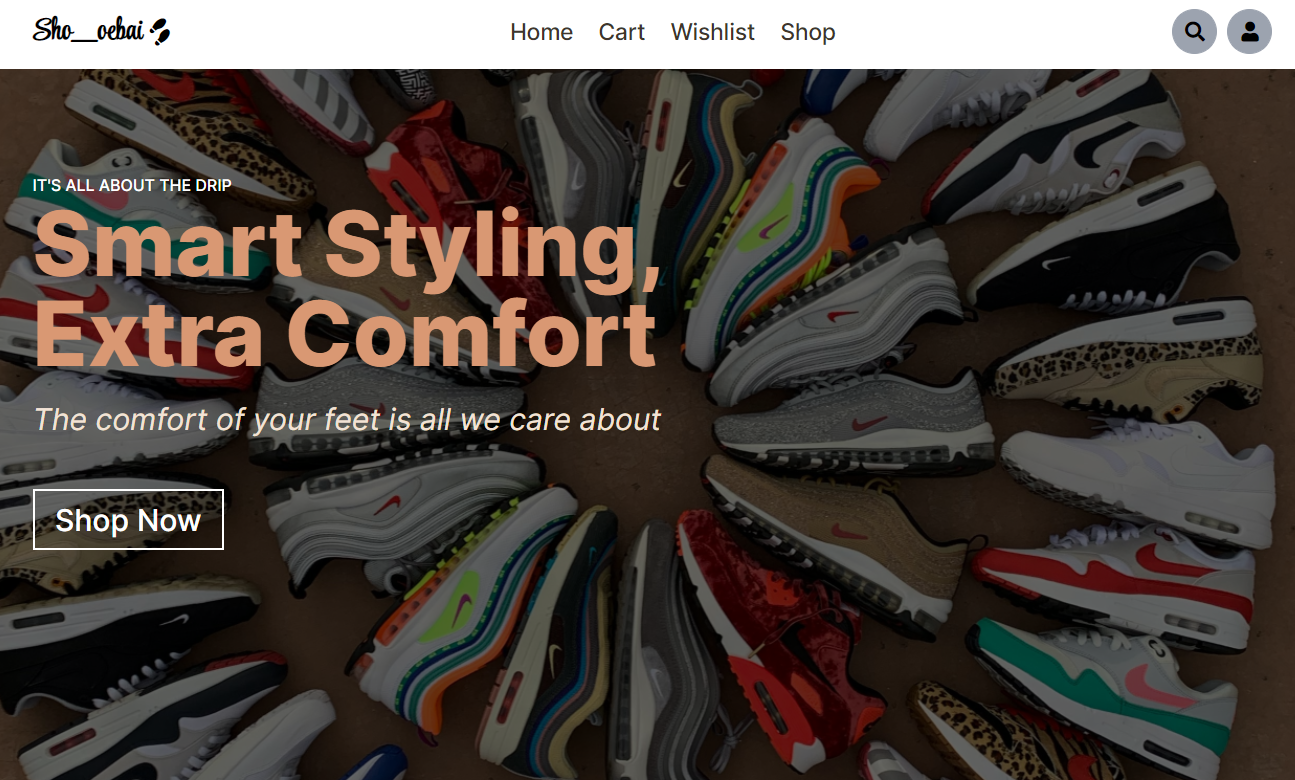 Sho__oebai
Home Cart Wishlist Shop
IT'S ALL ABOUT THE DRIP
Smart Styling,
Extra Comfort
The comfort of your feet is all we care about
Shop Now